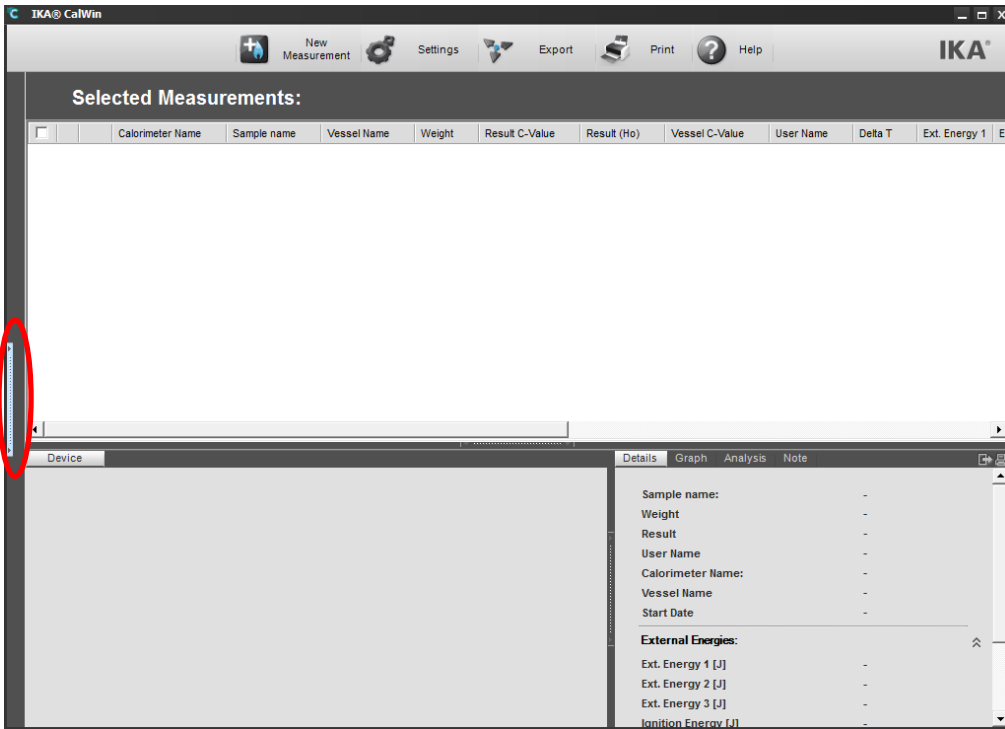 IKA® CalWin
New Measurement Settings Export Print Help IKA®
Selected Measurements:
Calorimeter Name Sample name Vessel Name Weight Result C-Value Result (Ho) Vessel C-Value User Name Delta T Ext. Energy 1 E
Device
Details Graph Analysis Note
Sample name: -
Weight -
Result -
User Name -
Calorimeter Name: -
Vessel Name -
Start Date -
External Energies:
Ext. Energy 1 [J] -
Ext. Energy 2 [J] -
Ext. Energy 3 [J] -
Ignition Energy [J] -